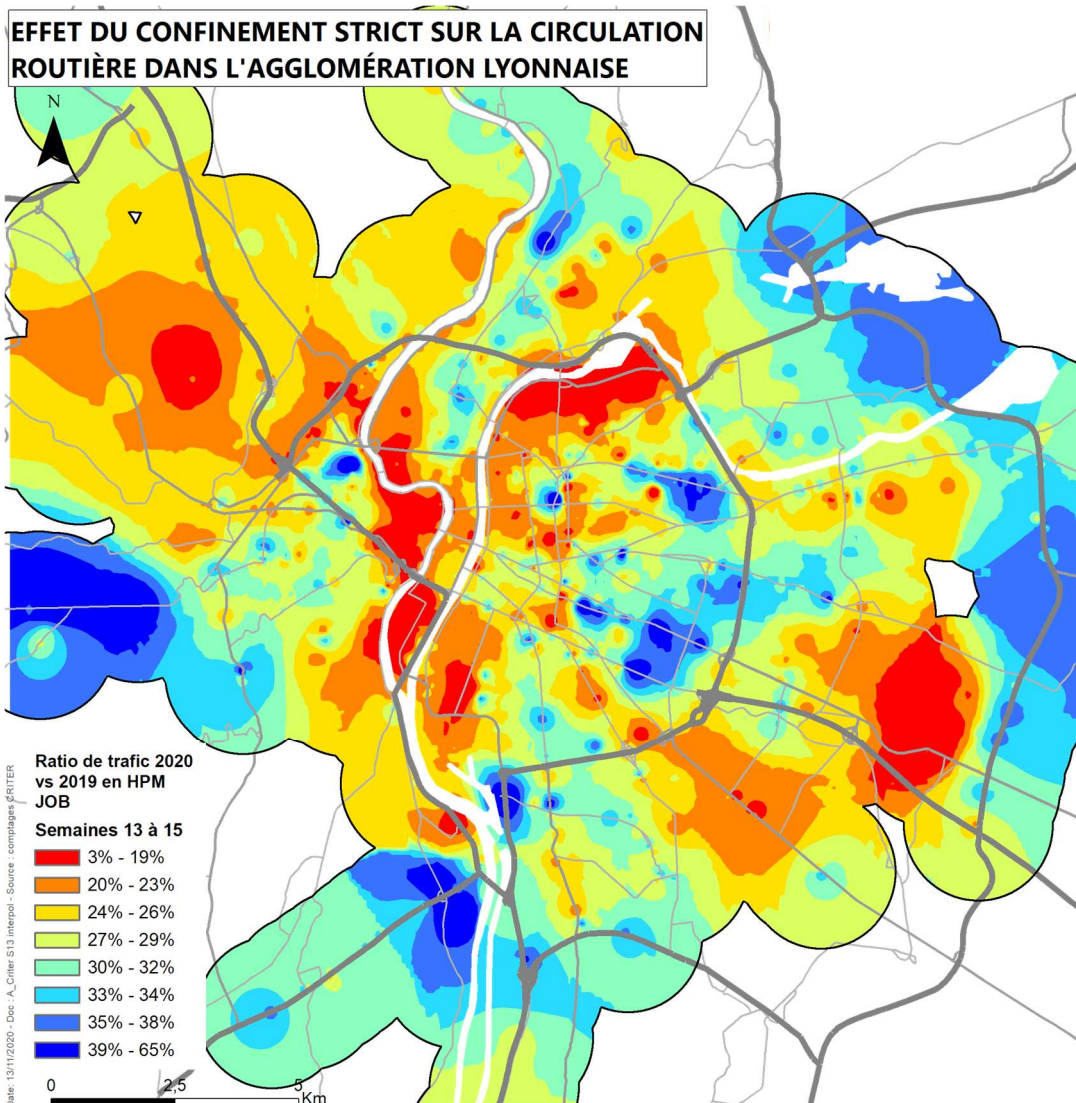 EFFET DU CONFINEMENT STRICT SUR LA CIRCULATION
ROUTIÈRE DANS L'AGGLOMÉRATION LYONNAISE
N
Ratio de trafic 2020
vs 2019 en HPM
JOB
Semaines 13 à 15
3% - 19%
20% - 23%
24% - 26%
27% - 29%
30% - 32%
33% - 34%
35% - 38%
39% - 65%
0 2,5 5
Km
Date: 13/11/2020 - Doc : A_Criter S13 interpol - Source : comptages CRITER